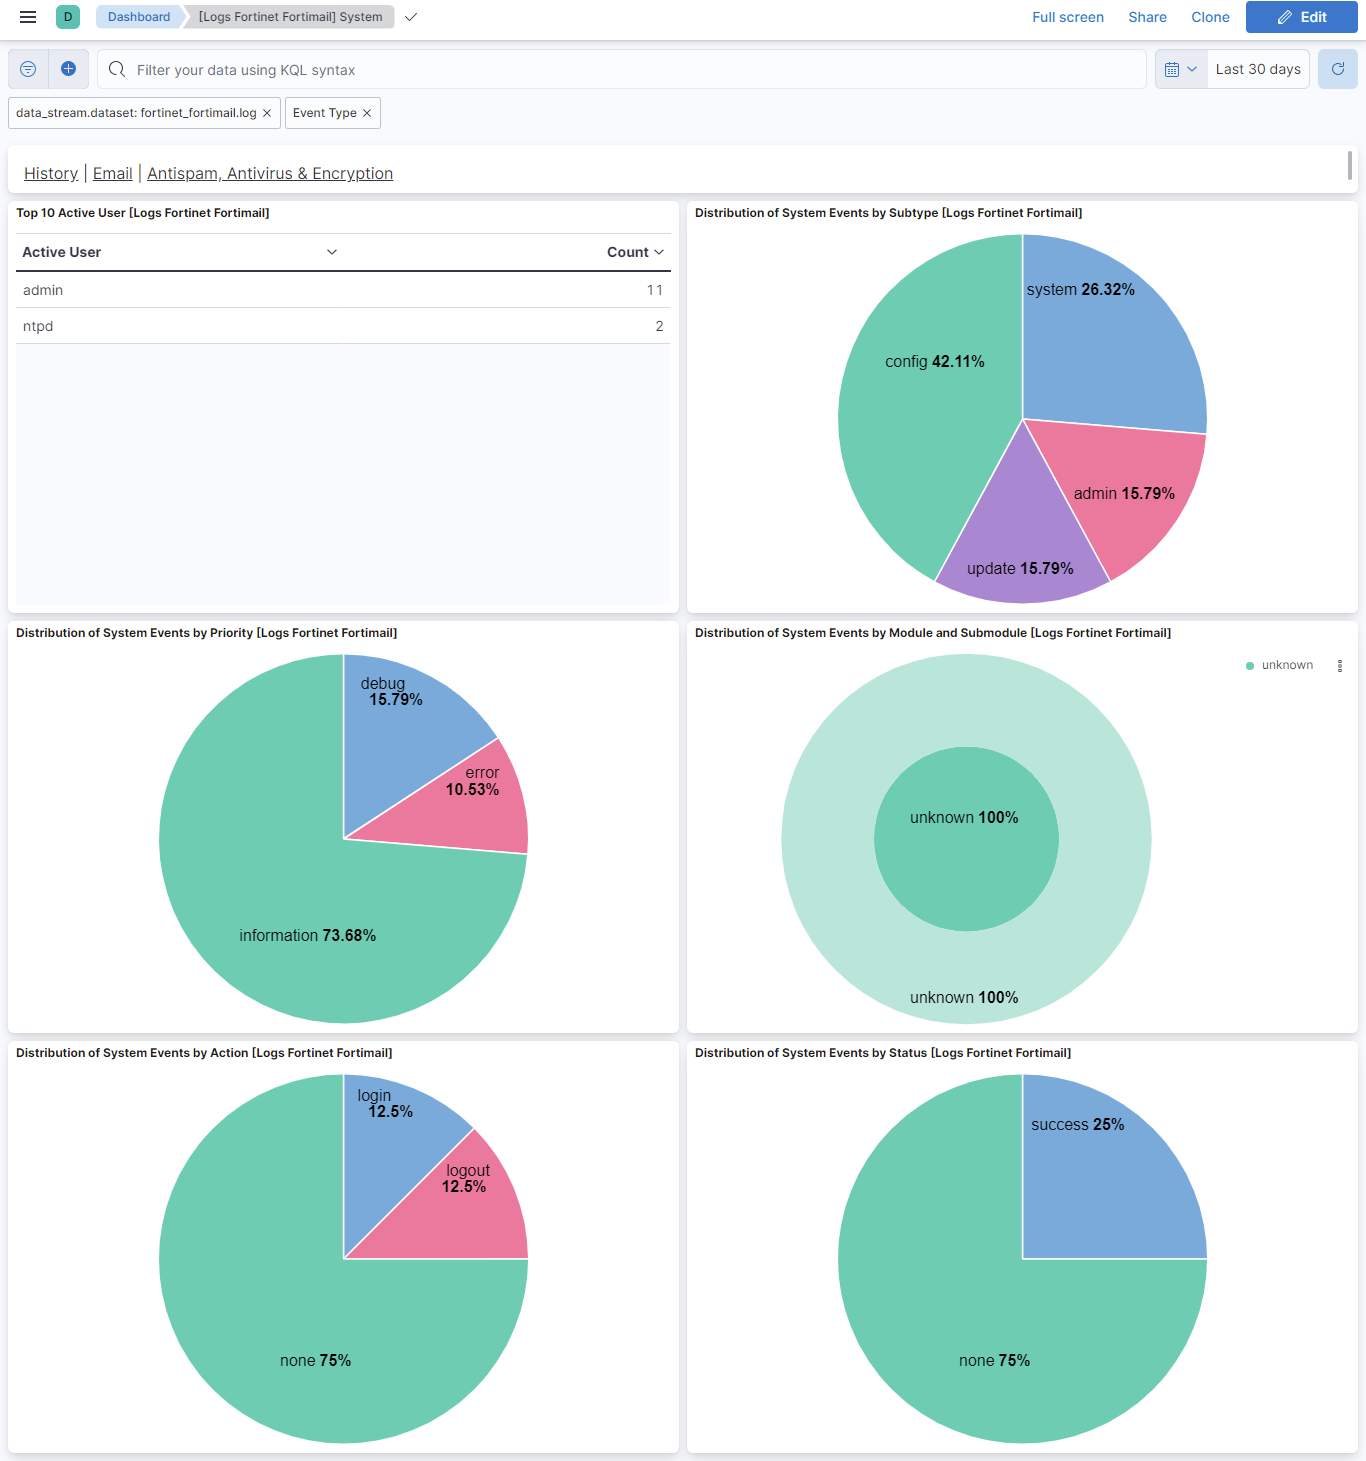 D
Dashboard
[Logs Fortinet Fortimail] System
Full screen
Share
Clone
Edit
Filter your data using KQL syntax
Last 30 days
data_stream.dataset: fortinet_fortimail.log ×
Event Type ×
History | Email | Antispam, Antivirus & Encryption
Top 10 Active User [Logs Fortinet Fortimail]
Active User
Count
admin
11
ntpd
2
Distribution of System Events by Subtype [Logs Fortinet Fortimail]
system 26.32%
config 42.11%
admin 15.79%
update 15.79%
Distribution of System Events by Priority [Logs Fortinet Fortimail]
debug
15.79%
error
10.53%
information 73.68%
Distribution of System Events by Module and Submodule [Logs Fortinet Fortimail]
unknown
unknown 100%
unknown 100%
Distribution of System Events by Action [Logs Fortinet Fortimail]
login
12.5%
logout
12.5%
none 75%
Distribution of System Events by Status [Logs Fortinet Fortimail]
success 25%
none 75%